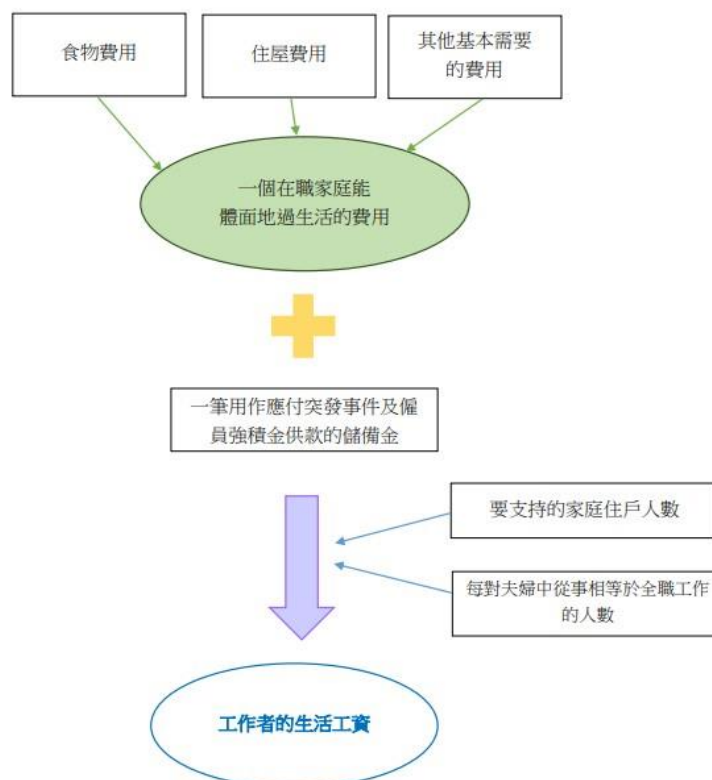 食物費用
住屋費用
其他基本需要
的費用
一個在職家庭能
體面地過生活的費用
一筆用作應付突發事件及僱
員強積金供款的儲備金
要支持的家庭住戶人數
每對夫婦中從事相等於全職工作
的人數
工作者的生活工資